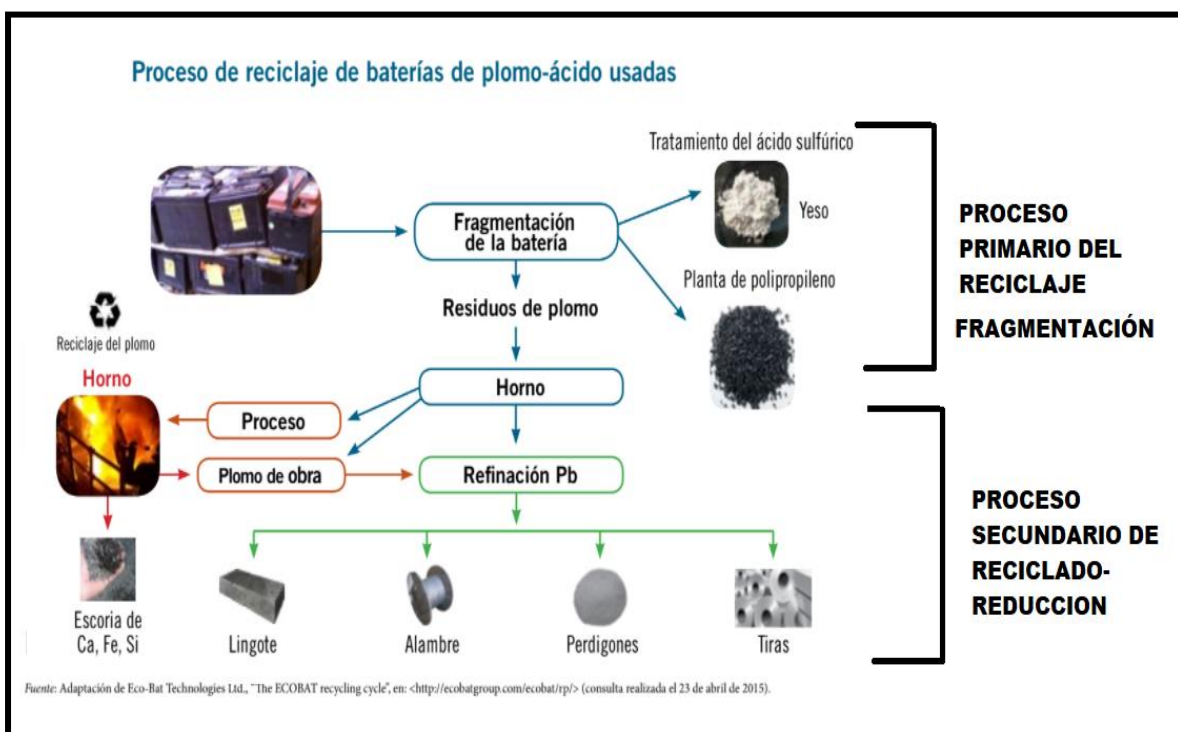 Proceso de reciclaje de baterías de plomo-ácido usadas
Tratamiento del ácido sulfúrico
Yeso
Fragmentación
de la batería
Planta de polipropileno
Residuos de plomo
Reciclaje del plomo
Horno
Horno
Proceso
Plomo de obra
Refinación Pb
Escoria de
Ca, Fe, Si
Lingote
Alambre
Perdigones
Tiras
PROCESO
PRIMARIO DEL
RECICLAJE
FRAGMENTACIÓN
PROCESO
SECUNDARIO DE
RECICLADO-
REDUCCION
Fuente: Adaptación de Eco-Bat Technologies Ltd., "The ECOBAT recycling cycle", en: <http://ecobatgroup.com/ecobat/rp/> (consulta realizada el 23 de abril de 2015).